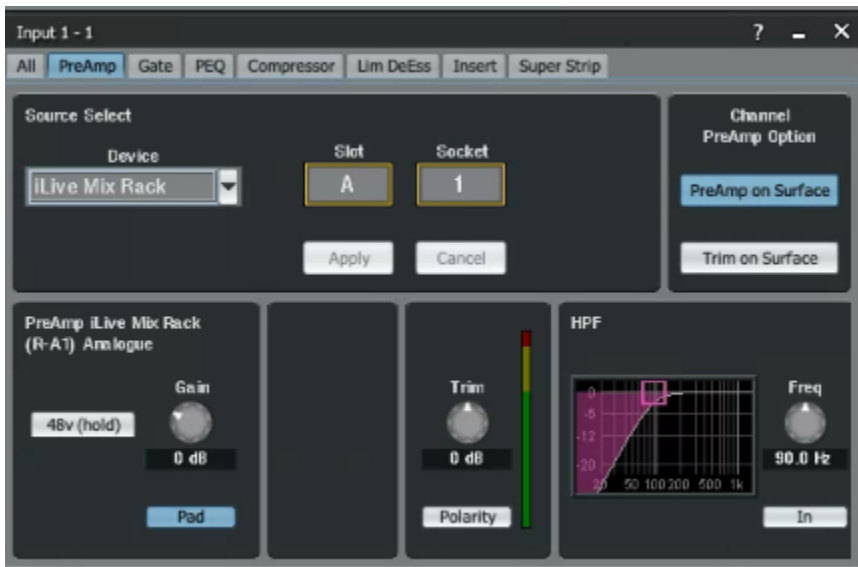 Input 1 - 1
? 
All PreAmp Gate PEQ Compressor Lim DeEss Insert Super Strip
Source Select
Device
iLive Mix Rack
Slot
A
Socket
1
Apply
Cancel
Channel
PreAmp Option
PreAmp on Surface
Trim on Surface
PreAmp iLive Mix Rack
(R-A1) Analogue
48v (hold)
Gain
0 dB
Pad
Trim
0 dB
Polarity
HPF
0
-5
-12
-20
20 50 100 200 500 1k
Freq
90.0 Hz
In